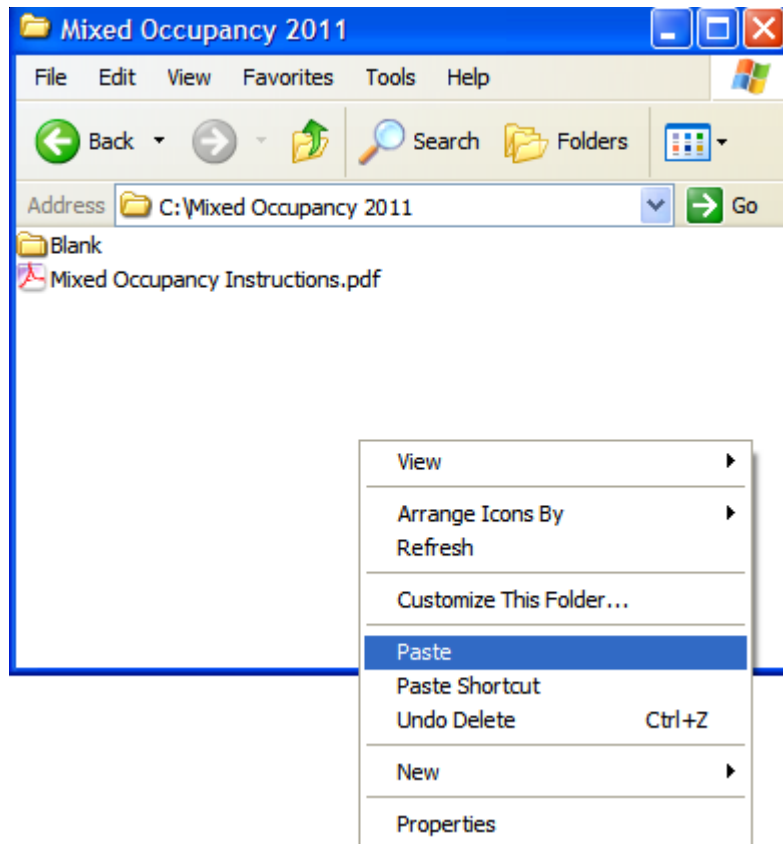 Mixed Occupancy 2011
File Edit View Favorites Tools Help
Back Search Folders
Address C:\Mixed Occupancy 2011 Go
Blank
Mixed Occupancy Instructions.pdf
View
Arrange Icons By
Refresh
Customize This Folder...
Paste
Paste Shortcut
Undo Delete Ctrl+Z
New
Properties